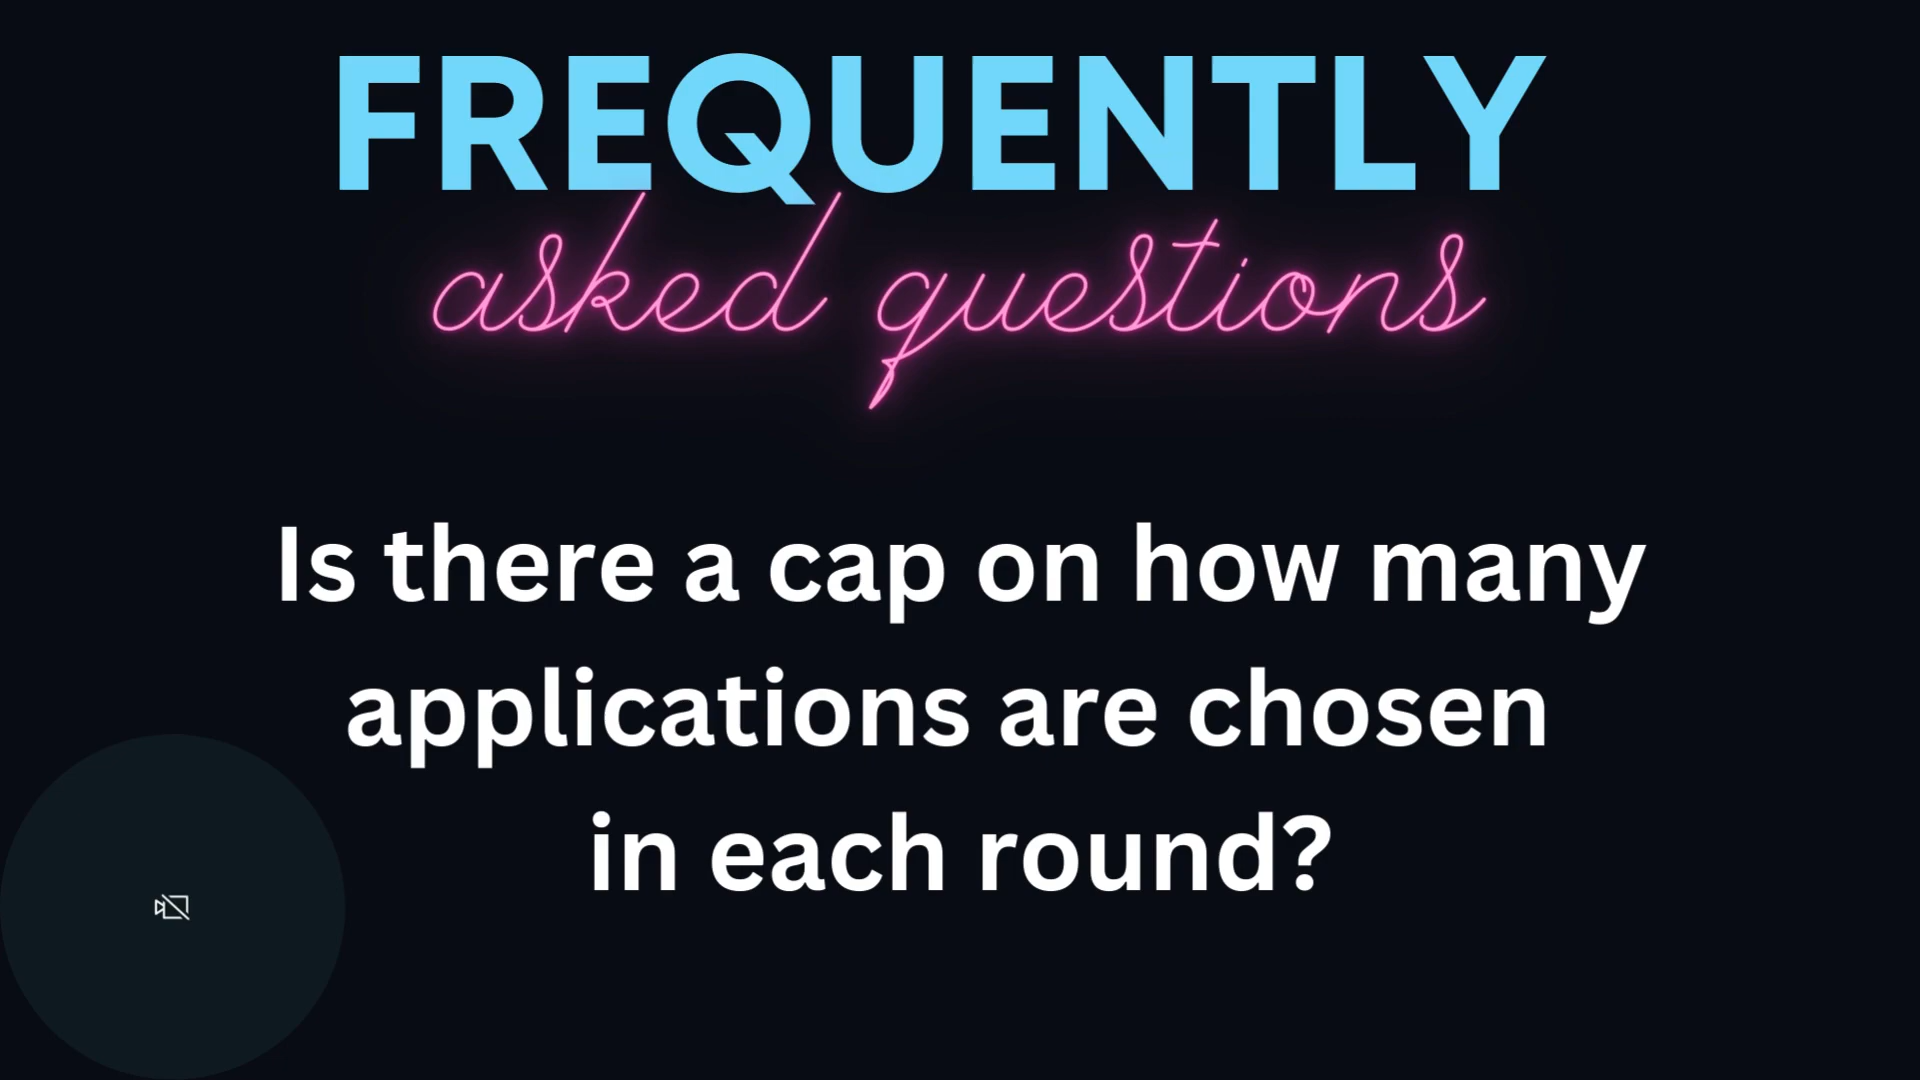 FREQUENTLY
asked questions
Is there a cap on how many
applications are chosen
in each round?